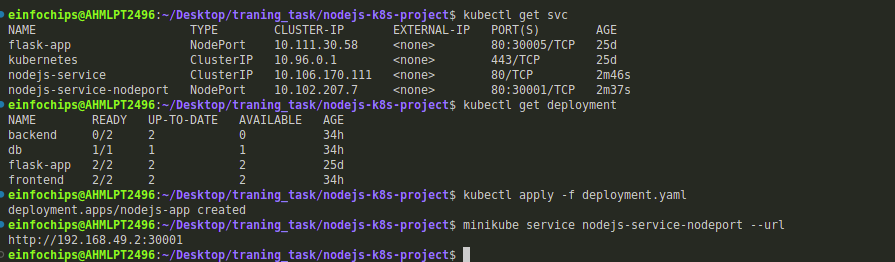 einfochips@AHMLPT2496:~/Desktop/traning_task/nodejs-k8s-project$ kubectl get svc
NAME                       TYPE        CLUSTER-IP       EXTERNAL-IP   PORT(S)        AGE
flask-app                  NodePort    10.111.30.58     <none>        80:30005/TCP   25d
kubernetes                 ClusterIP   10.96.0.1        <none>        443/TCP        25d
nodejs-service             ClusterIP   10.106.170.111   <none>        80/TCP         2m46s
nodejs-service-nodeport    NodePort    10.102.207.7     <none>        80:30001/TCP   2m37s
einfochips@AHMLPT2496:~/Desktop/traning_task/nodejs-k8s-project$ kubectl get deployment
NAME        READY   UP-TO-DATE   AVAILABLE   AGE
backend     0/2     2            0           34h
db          1/1     1            1           34h
flask-app   2/2     2            2           25d
frontend    2/2     2            2           34h
einfochips@AHMLPT2496:~/Desktop/traning_task/nodejs-k8s-project$ kubectl apply -f deployment.yaml
deployment.apps/nodejs-app created
einfochips@AHMLPT2496:~/Desktop/traning_task/nodejs-k8s-project$ minikube service nodejs-service-nodeport --url
http://192.168.49.2:30001
einfochips@AHMLPT2496:~/Desktop/traning_task/nodejs-k8s-project$